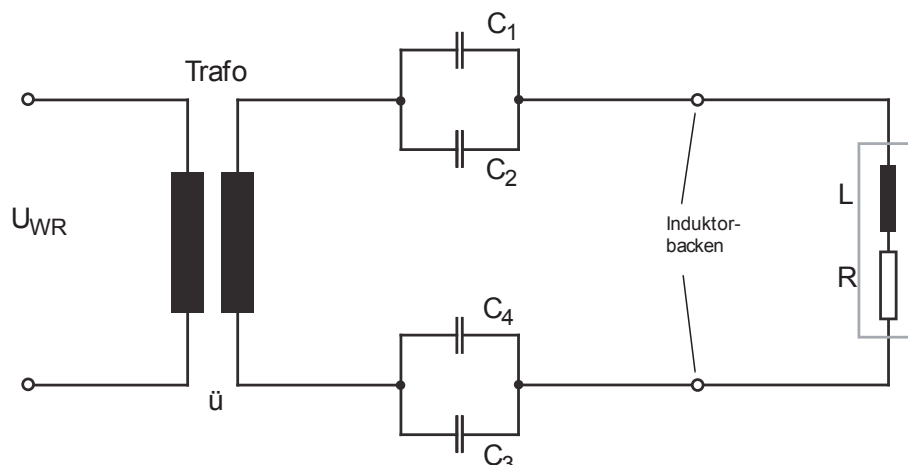 C1
Trafo
C2
UWR
L
Induktor-
backen
R
C4
ü
C3